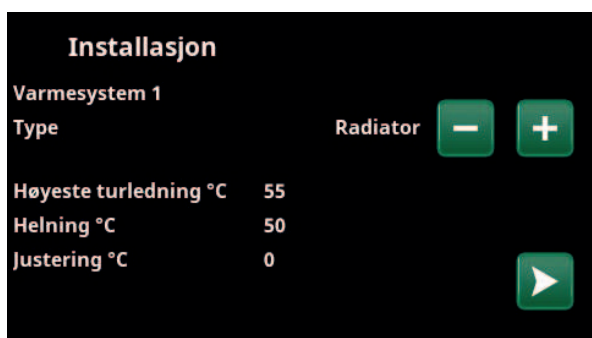 Installasjon
Varmesystem 1
Type Radiator
Høyeste turledning °C 55
Helning °C 50
Justering °C 0